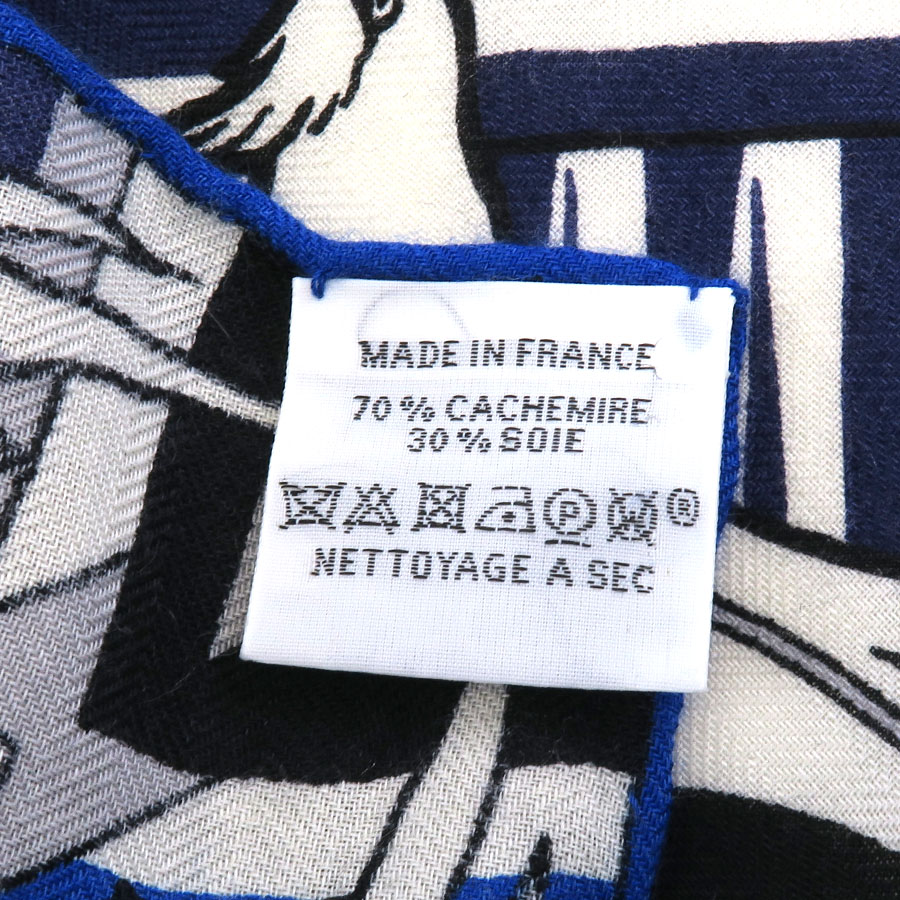 MADE IN FRANCE
70% CACHEMIRE
30% SOIE
P ®
NETTOYAGE A SEC